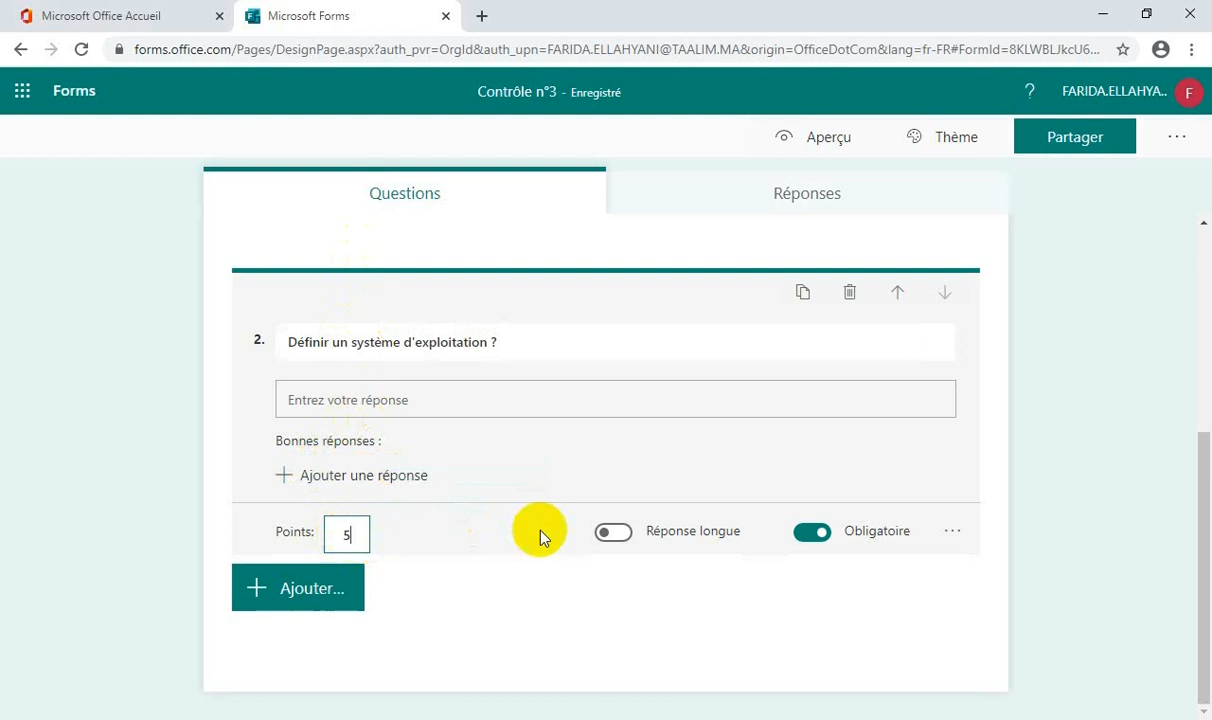 Microsoft Office Accueil
Microsoft Forms
forms.office.com/Pages/DesignPage.aspx?auth_pvr=OrgId&auth_upn=FARIDA.ELLAHYANI@TAALIM.MA&origin=OfficeDotCom&lang=fr-FR#FormId=8KLWBLJkcU6...
Forms
Contrôle n°3 - Enregistré
?
FARIDA.ELLAHYA..
F
Aperçu
Thème
Partager
...
Questions
Réponses
2.
Définir un système d'exploitation ?
Entrez votre réponse
Bonnes réponses :
Ajouter une réponse
Points:
5
Réponse longue
Obligatoire
...
Ajouter...